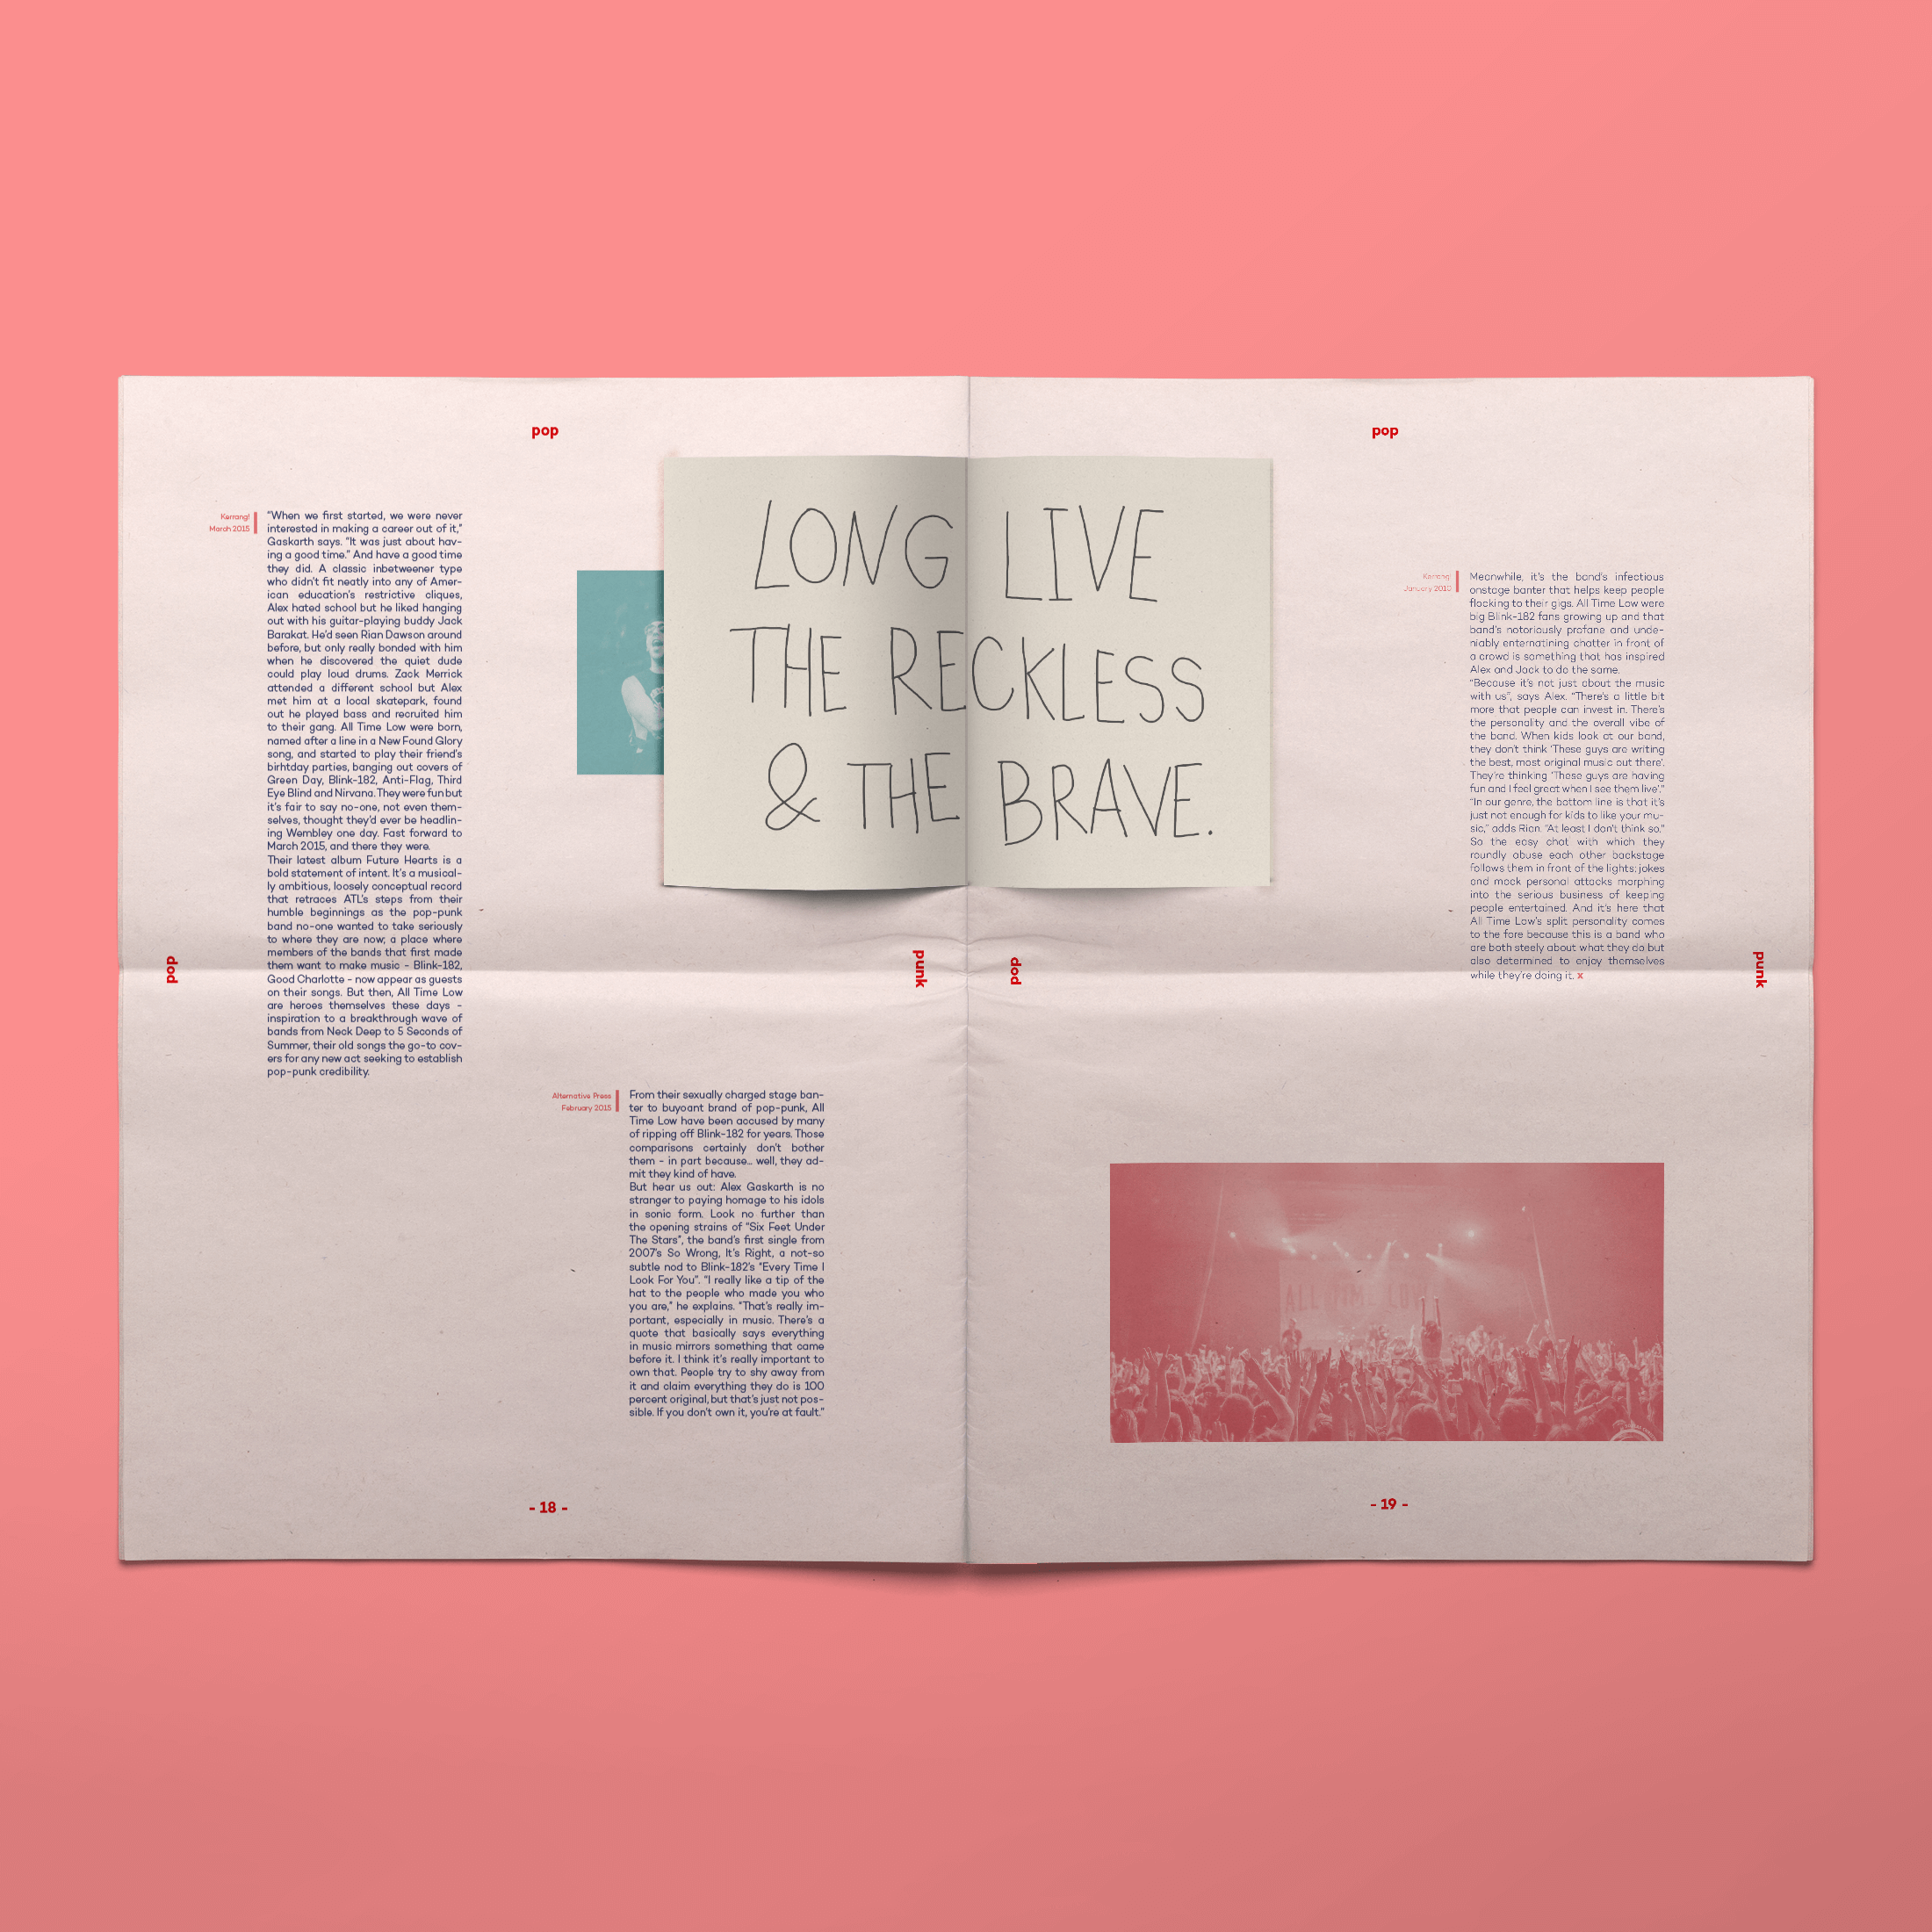 pop
Kerrang!
March 2015
"When we first started, we were never
interested in making a career out of it,"
Gaskarth says. "It was just about hav-
ing a good time." And have a good time
they did. A classic inbetweener type
who didn't fit neatly into any of Amer-
ican education's restrictive cliques,
Alex hated school but he liked hanging
out with his guitar-playing buddy Jack
Barakat. He'd seen Rian Dawson around
before, but only really bonded with him
when he discovered the quiet dude
could play loud drums. Zack Merrick
attended a different school but Alex
met him at a local skatepark, found
out he played bass and recruited him
to their gang. All Time Low were born,
named after a line in a New Found Glory
song, and started to play their friend's
birhtday parties, banging out covers of
Green Day, Blink-182, Anti-Flag, Third
Eye Blind and Nirvana. They were fun but
it's fair to say no-one, not even them-
selves, thought they'd ever be headlin-
ing Wembley one day. Fast forward to
March 2015, and there they were.
Their latest album Future Hearts is a
bold statement of intent. It's a musical-
ly ambitious, loosely conceptual record
that retraces ATL's steps from their
humble beginnings as the pop-punk
band no-one wanted to take seriously
to where they are now; a place where
members of the bands that first made
them want to make music - Blink-182,
Good Charlotte - now appear as guests
on their songs. But then, All Time Low
are heroes themselves these days -
inspiration to a breakthrough wave of
bands from Neck Deep to 5 Seconds of
Summer, their old songs the go-to cov-
ers for any new act seeking to establish
pop-punk credibility.
pop
punk
Alternative Press
February 2015
From their sexually charged stage ban-
ter to buyoant brand of pop-punk, All
Time Low have been accused by many
of ripping off Blink-182 for years. Those
comparisons certainly don't bother
them - in part because... well, they ad-
mit they kind of have.
But hear us out: Alex Gaskarth is no
stranger to paying homage to his idols
in sonic form. Look no further than
the opening strains of "Six Feet Under
The Stars", the band's first single from
2007's So Wrong, It's Right, a not-so
subtle nod to Blink-182's "Every Time I
Look For You". "I really like a tip of the
hat to the people who made you who
you are," he explains. "That's really im-
portant, especially in music. There's a
quote that basically says everything
in music mirrors something that came
before it. I think it's really important to
own that. People try to shy away from
it and claim everything they do is 100
percent original, but that's just not pos-
sible. If you don't own it, you're at fault."
- 18 -
LONG LIVE
THE RECKLESS
& THE BRAVE.
pop
Kerrang!
January 2010
Meanwhile, it's the band's infectious
onstage banter that helps keep people
flocking to their gigs. All Time Low were
big Blink-182 fans growing up and that
band's notoriously profane and unde-
niably enternatining chatter in front of
a crowd is something that has inspired
Alex and Jack to do the same.
"Because it's not just about the music
with us", says Alex. "There's a little bit
more that people can invest in. There's
the personality and the overall vibe of
the band. When kids look at our band,
they don't think 'These guys are writing
the best, most original music out there'.
They're thinking 'These guys are having
fun and I feel great when I see them live'."
"In our genre, the bottom line is that it's
just not enough for kids to like your mu-
sic," adds Rian. "At least I don't think so."
So the easy chat with which they
roundly abuse each other backstage
follows them in front of the lights; jokes
and mock personal attacks morphing
into the serious business of keeping
people entertained. And it's here that
All Time Low's split personality comes
to the fore because this is a band who
are both steely about what they do but
also determined to enjoy themselves
while they're doing it. x
pop
punk
ALL TIME LOW
- 19 -